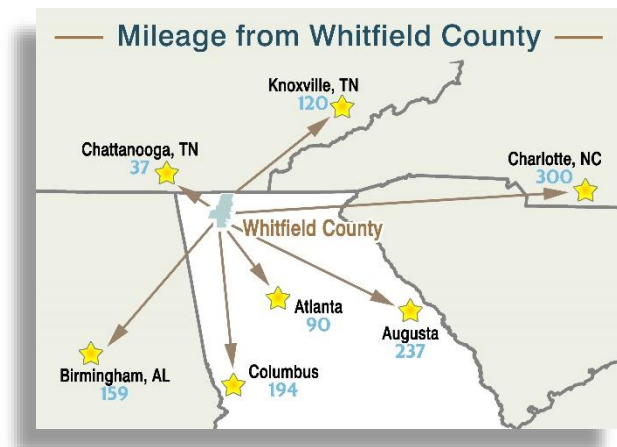 Mileage from Whitfield County
Knoxville, TN
120
Chattanooga, TN
37
Charlotte, NC
300
Whitfield County
Atlanta
90
Augusta
237
Birmingham, AL
159
Columbus
194